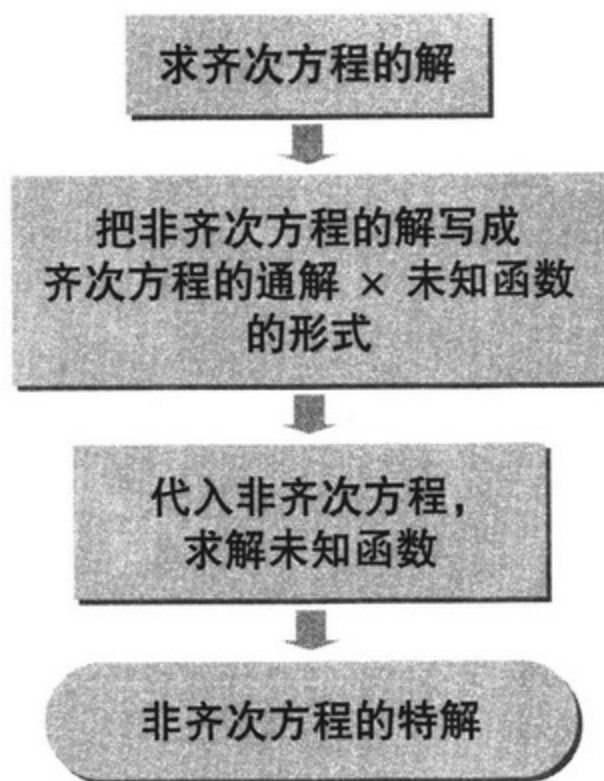 求齐次方程的解
把非齐次方程的解写成
齐次方程的通解 × 未知函数
的形式
代入非齐次方程，
求解未知函数
非齐次方程的特解